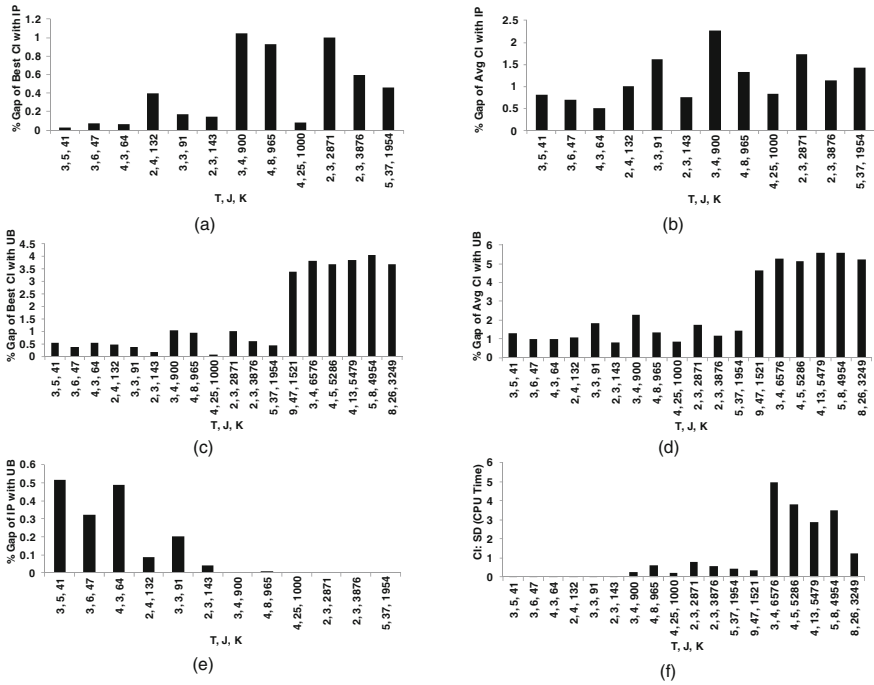 % Gap of Best CI with IP
1.2
1
0.8
0.6
0.4
0.2
0
3, 5, 41
3, 6, 47
4, 3, 64
2, 4, 132
3, 3, 91
2, 3, 143
3, 4, 900
4, 8, 965
4, 25, 1000
2, 3, 2871
2, 3, 3876
5, 37, 1954
T, J, K
(a)
% Gap of Avg CI with IP
2.5
2
1.5
1
0.5
0
3, 5, 41
3, 6, 47
4, 3, 64
2, 4, 132
3, 3, 91
2, 3, 143
3, 4, 900
4, 8, 965
4, 25, 1000
2, 3, 2871
2, 3, 3876
5, 37, 1954
T, J, K
(b)
% Gap of Best CI with UB
4.5
4
3.5
3
2.5
2
1.5
1
0.5
0
3, 5, 41
3, 6, 47
4, 3, 64
2, 4, 132
3, 3, 91
2, 3, 143
3, 4, 900
4, 8, 965
4, 25, 1000
2, 3, 2871
2, 3, 3876
5, 37, 1954
9, 47, 1521
3, 4, 6576
4, 5, 5286
4, 13, 5479
5, 8, 4954
8, 26, 3249
T, J, K
(c)
% Gap of Avg CI with UB
6
5
4
3
2
1
0
3, 5, 41
3, 6, 47
4, 3, 64
2, 4, 132
3, 3, 91
2, 3, 143
3, 4, 900
4, 8, 965
4, 25, 1000
2, 3, 2871
2, 3, 3876
5, 37, 1954
9, 47, 1521
3, 4, 6576
4, 5, 5286
4, 13, 5479
5, 8, 4954
8, 26, 3249
T, J, K
(d)
% Gap of IP with UB
0.6
0.5
0.4
0.3
0.2
0.1
0
3, 5, 41
3, 6, 47
4, 3, 64
2, 4, 132
3, 3, 91
2, 3, 143
3, 4, 900
4, 8, 965
4, 25, 1000
2, 3, 2871
2, 3, 3876
5, 37, 1954
T, J, K
(e)
CI: SD (CPU Time)
6
5
4
3
2
1
0
3, 5, 41
3, 6, 47
4, 3, 64
2, 4, 132
3, 3, 91
2, 3, 143
3, 4, 900
4, 8, 965
4, 25, 1000
2, 3, 2871
2, 3, 3876
5, 37, 1954
9, 47, 1521
3, 4, 6576
4, 5, 5286
4, 13, 5479
5, 8, 4954
8, 26, 3249
T, J, K
(f)